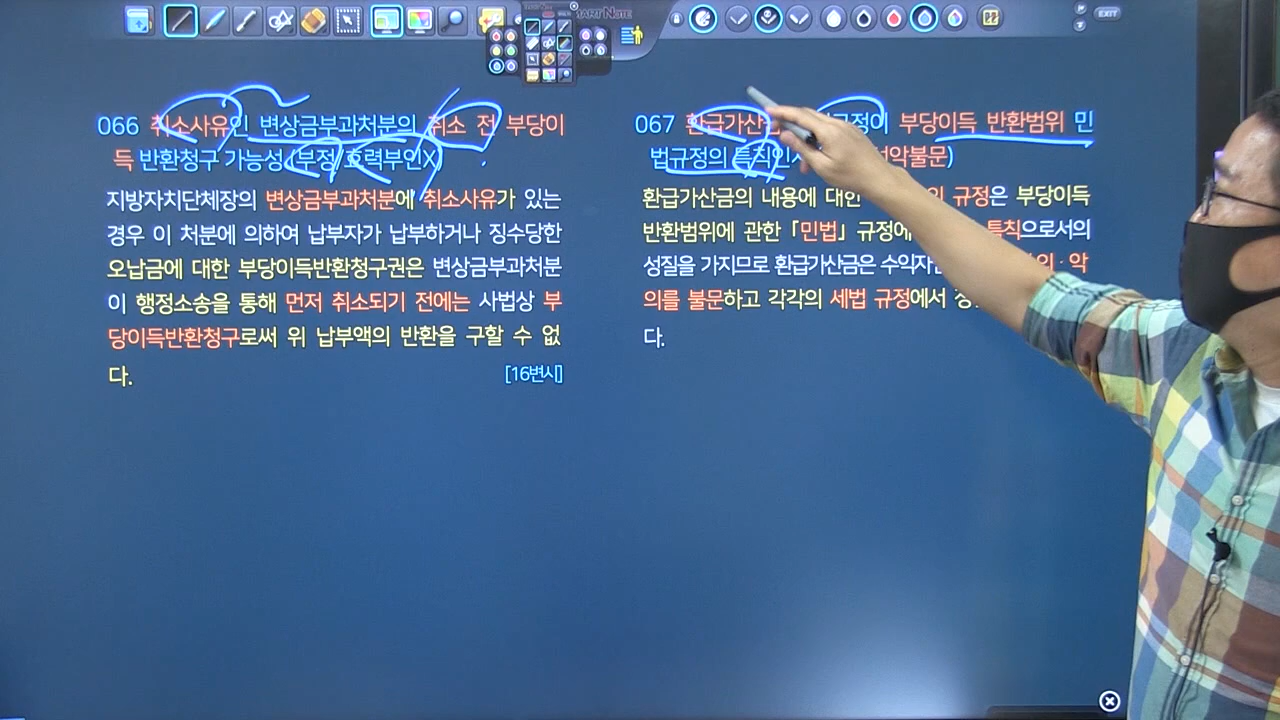 SMART NOTE
EXIT
066 취소사유인 변상금부과처분의 취소 전 부당이
득 반환청구 가능성 (부정/효력부인X)
지방자치단체장의 변상금부과처분에 취소사유가 있는
경우 이 처분에 의하여 납부자가 납부하거나 징수당한
오납금에 대한 부당이득반환청구권은 변상금부과처분
이 행정소송을 통해 먼저 취소되기 전에는 사법상 부
당이득반환청구로써 위 납부액의 반환을 구할 수 없
다.
[16변시]
067 환급가산금 규정이 부당이득 반환범위 민
법규정의 특칙인지 선악불문)
환급가산금의 내용에 대한 규정은 부당이득
반환범위에 관한 「민법」 규정에 특칙으로서의
성질을 가지므로 환급가산금은 수익자 · 악
의를 불문하고 각각의 세법 규정에서
다.